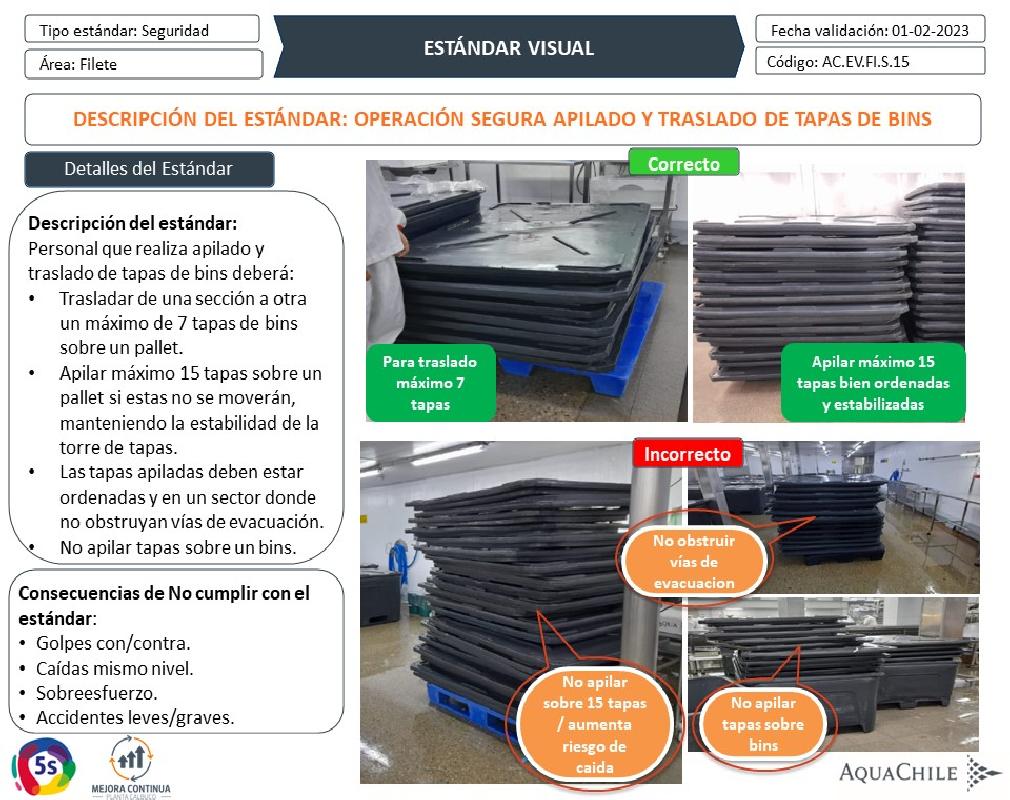 Tipo estándar: Seguridad
Área: Filete
ESTÁNDAR VISUAL
Fecha validación: 01-02-2023
Código: AC.EV.FI.S.15
DESCRIPCIÓN DEL ESTÁNDAR: OPERACIÓN SEGURA APILADO Y TRASLADO DE TAPAS DE BINS
Detalles del Estándar
Descripción del estándar:
Personal que realiza apilado y
traslado de tapas de bins deberá:
• Trasladar de una sección a otra
un máximo de 7 tapas de bins
sobre un pallet.
• Apilar máximo 15 tapas sobre un
pallet si estas no se moverán,
manteniendo la estabilidad de la
torre de tapas.
• Las tapas apiladas deben estar
ordenadas y en un sector donde
no obstruyan vías de evacuación.
• No apilar tapas sobre un bins.
Consecuencias de No cumplir con el
estándar:
• Golpes con/contra.
• Caídas mismo nivel.
• Sobreesfuerzo.
• Accidentes leves/graves.
Correcto
Para traslado
máximo 7
tapas
Apilar máximo 15
tapas bien ordenadas
y estabilizadas
Incorrecto
No obstruir
vías de
evacuacion
No apilar
sobre 15 tapas
/ aumenta
riesgo de
caida
No apilar
tapas sobre
bins
5s
MEJORA CONTINUA
PLANTA CALBUCO
AQUACHILE